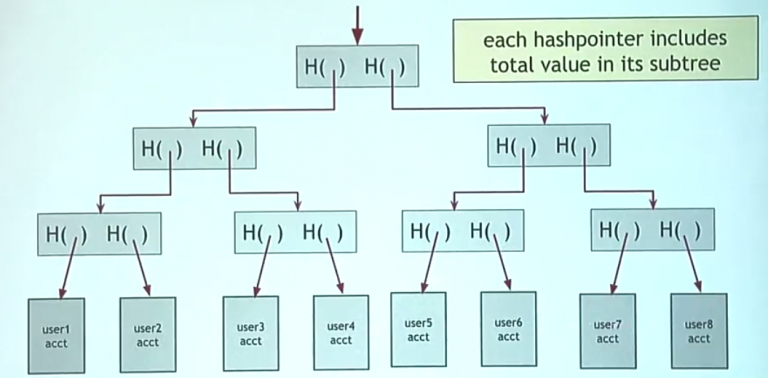 each hashpointer includes
total value in its subtree
H( ) H( )
H( ) H( )
H( ) H( )
H( ) H( )
H( ) H( )
H( ) H( )
H( ) H( )
user1
acct
user2
acct
user3
acct
user4
acct
user5
acct
user6
acct
user7
acct
user8
acct